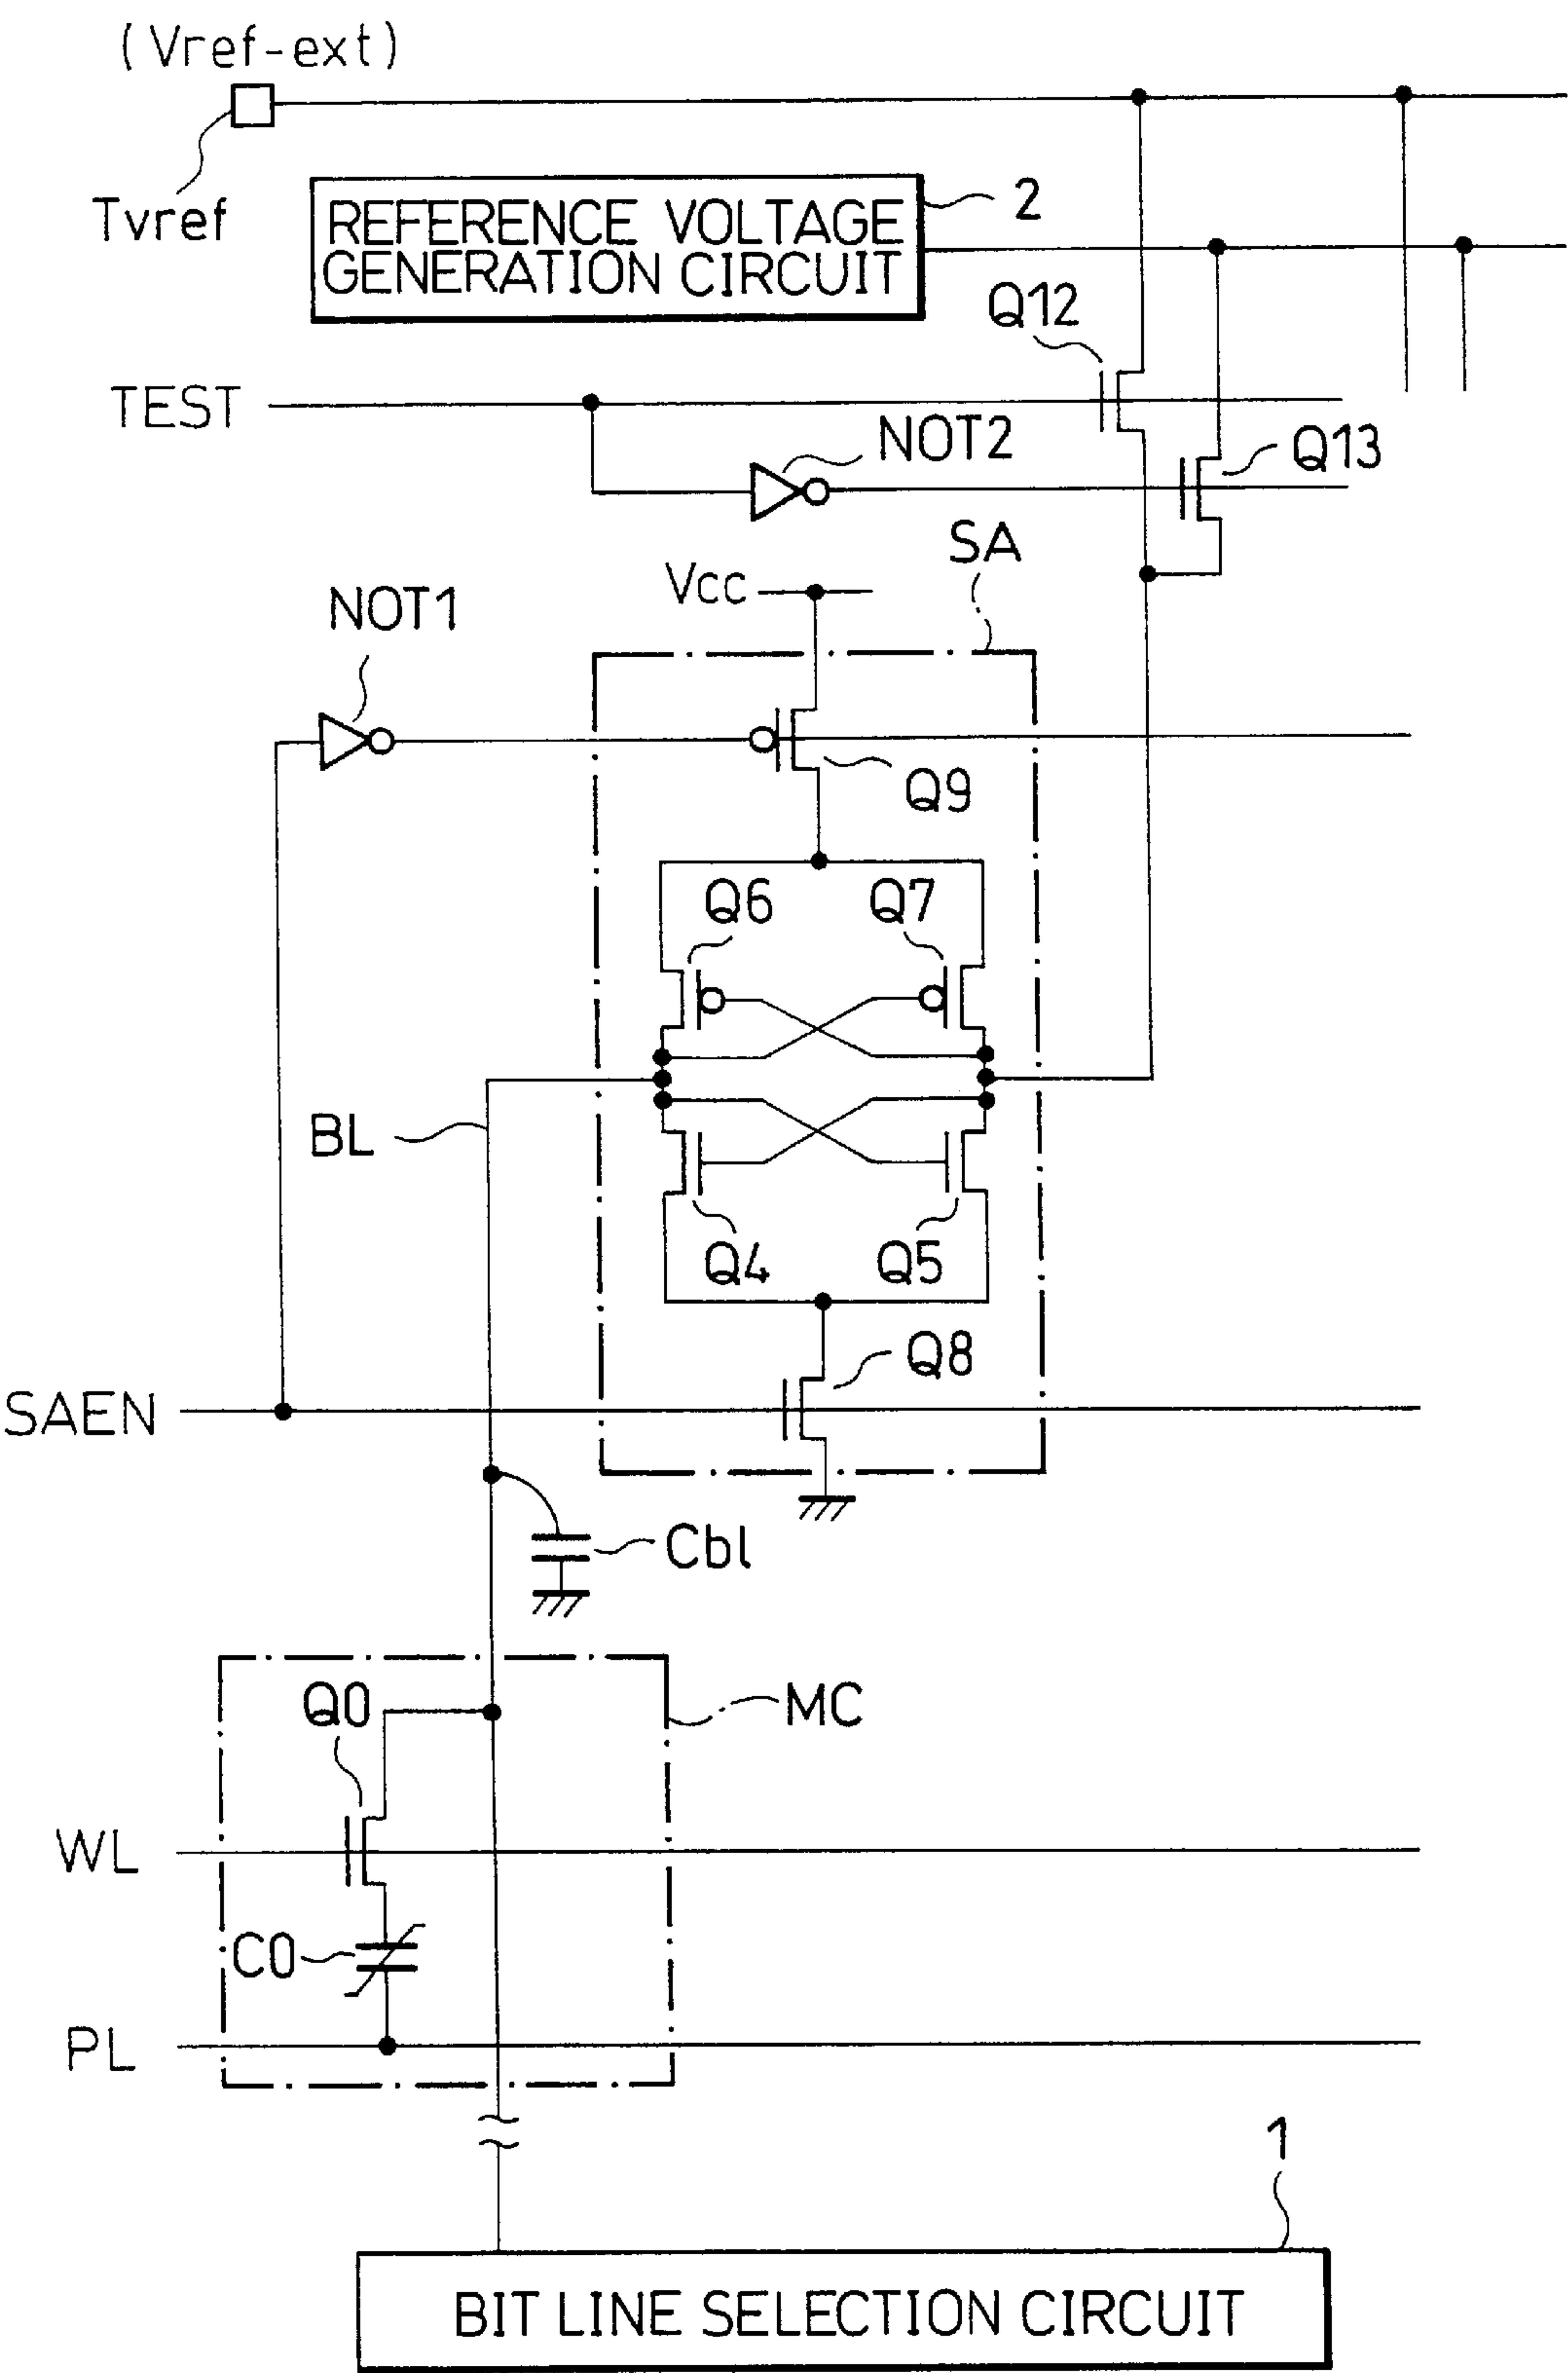 (Vref-ext)
Tvref
REFERENCE VOLTAGE
GENERATION CIRCUIT
2
Q12
TEST
NOT2
Q13
SA
Vcc
NOT1
Q9
Q6
Q7
BL
Q4
Q5
Q8
SAEN
Cbl
Q0
MC
WL
C0
PL
1
BIT LINE SELECTION CIRCUIT